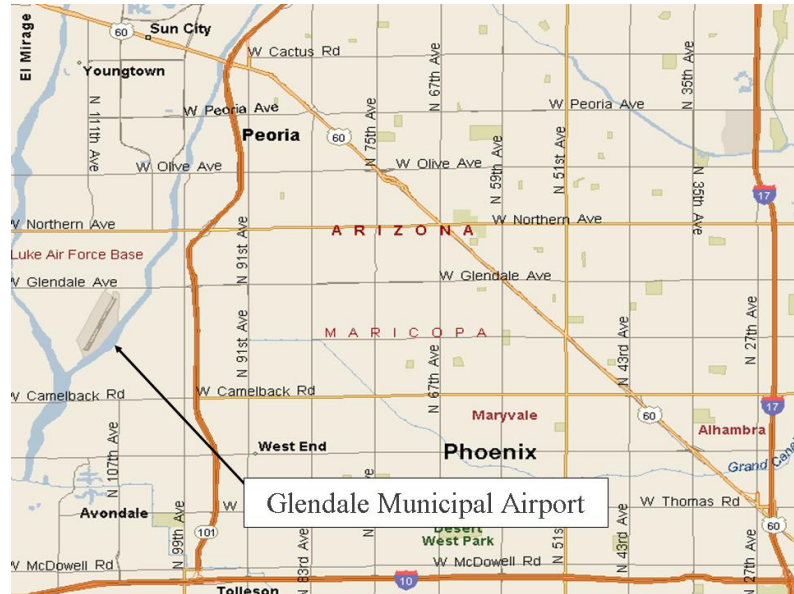 El Mirage
60
Sun City
W Cactus Rd
Youngtown
N 67th Ave
N 35th Ave
N 111th Ave
W Peoria Ave
W Peoria Ave
Peoria
60
N 75th Ave
W Olive Ave
W Olive Ave
N 59th Ave
N 51st Ave
N 35th Ave
17
W Northern Ave
ARIZONA
W Northern Ave
Luke Air Force Base
N 91st Ave
W Glendale Ave
W Glendale Ave
MARICOPA
N 91st Ave
N 67th Ave
N 43rd Ave
N 27th Ave
W Camelback Rd
W Camelback Rd
Maryvale
60
17
Alhambra
N 107th Ave
West End
Phoenix
Grand Canal
Glendale Municipal Airport
W Thomas Rd
Avondale
N 99th Ave
W
101
N
Desert
West Park
60
W McDowell Rd
N 83rd Ave
W McDowell Rd
N 51s
N 43rd Ave
N 27th Ave
10
Tolleson